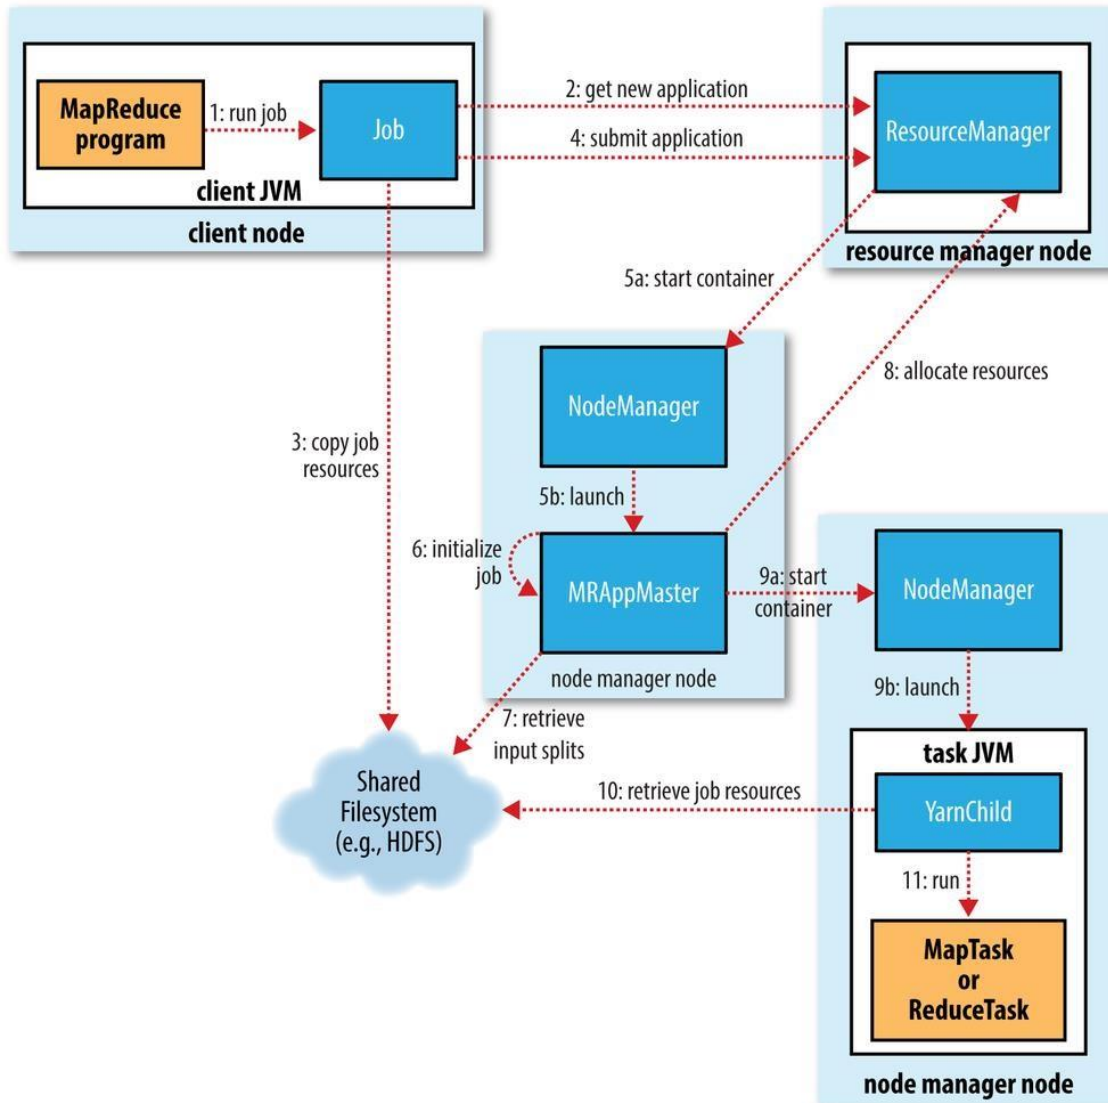 MapReduce
program
1: run job
Job
client JVM
client node
2: get new application
4: submit application
ResourceManager
resource manager node
5a: start container
8: allocate resources
3: copy job
resources
NodeManager
5b: launch
6: initialize
job
MRAppMaster
node manager node
9a: start
container
NodeManager
9b: launch
7: retrieve
input splits
Shared
Filesystem
(e.g., HDFS)
10: retrieve job resources
task JVM
YarnChild
11: run
MapTask
or
ReduceTask
node manager node